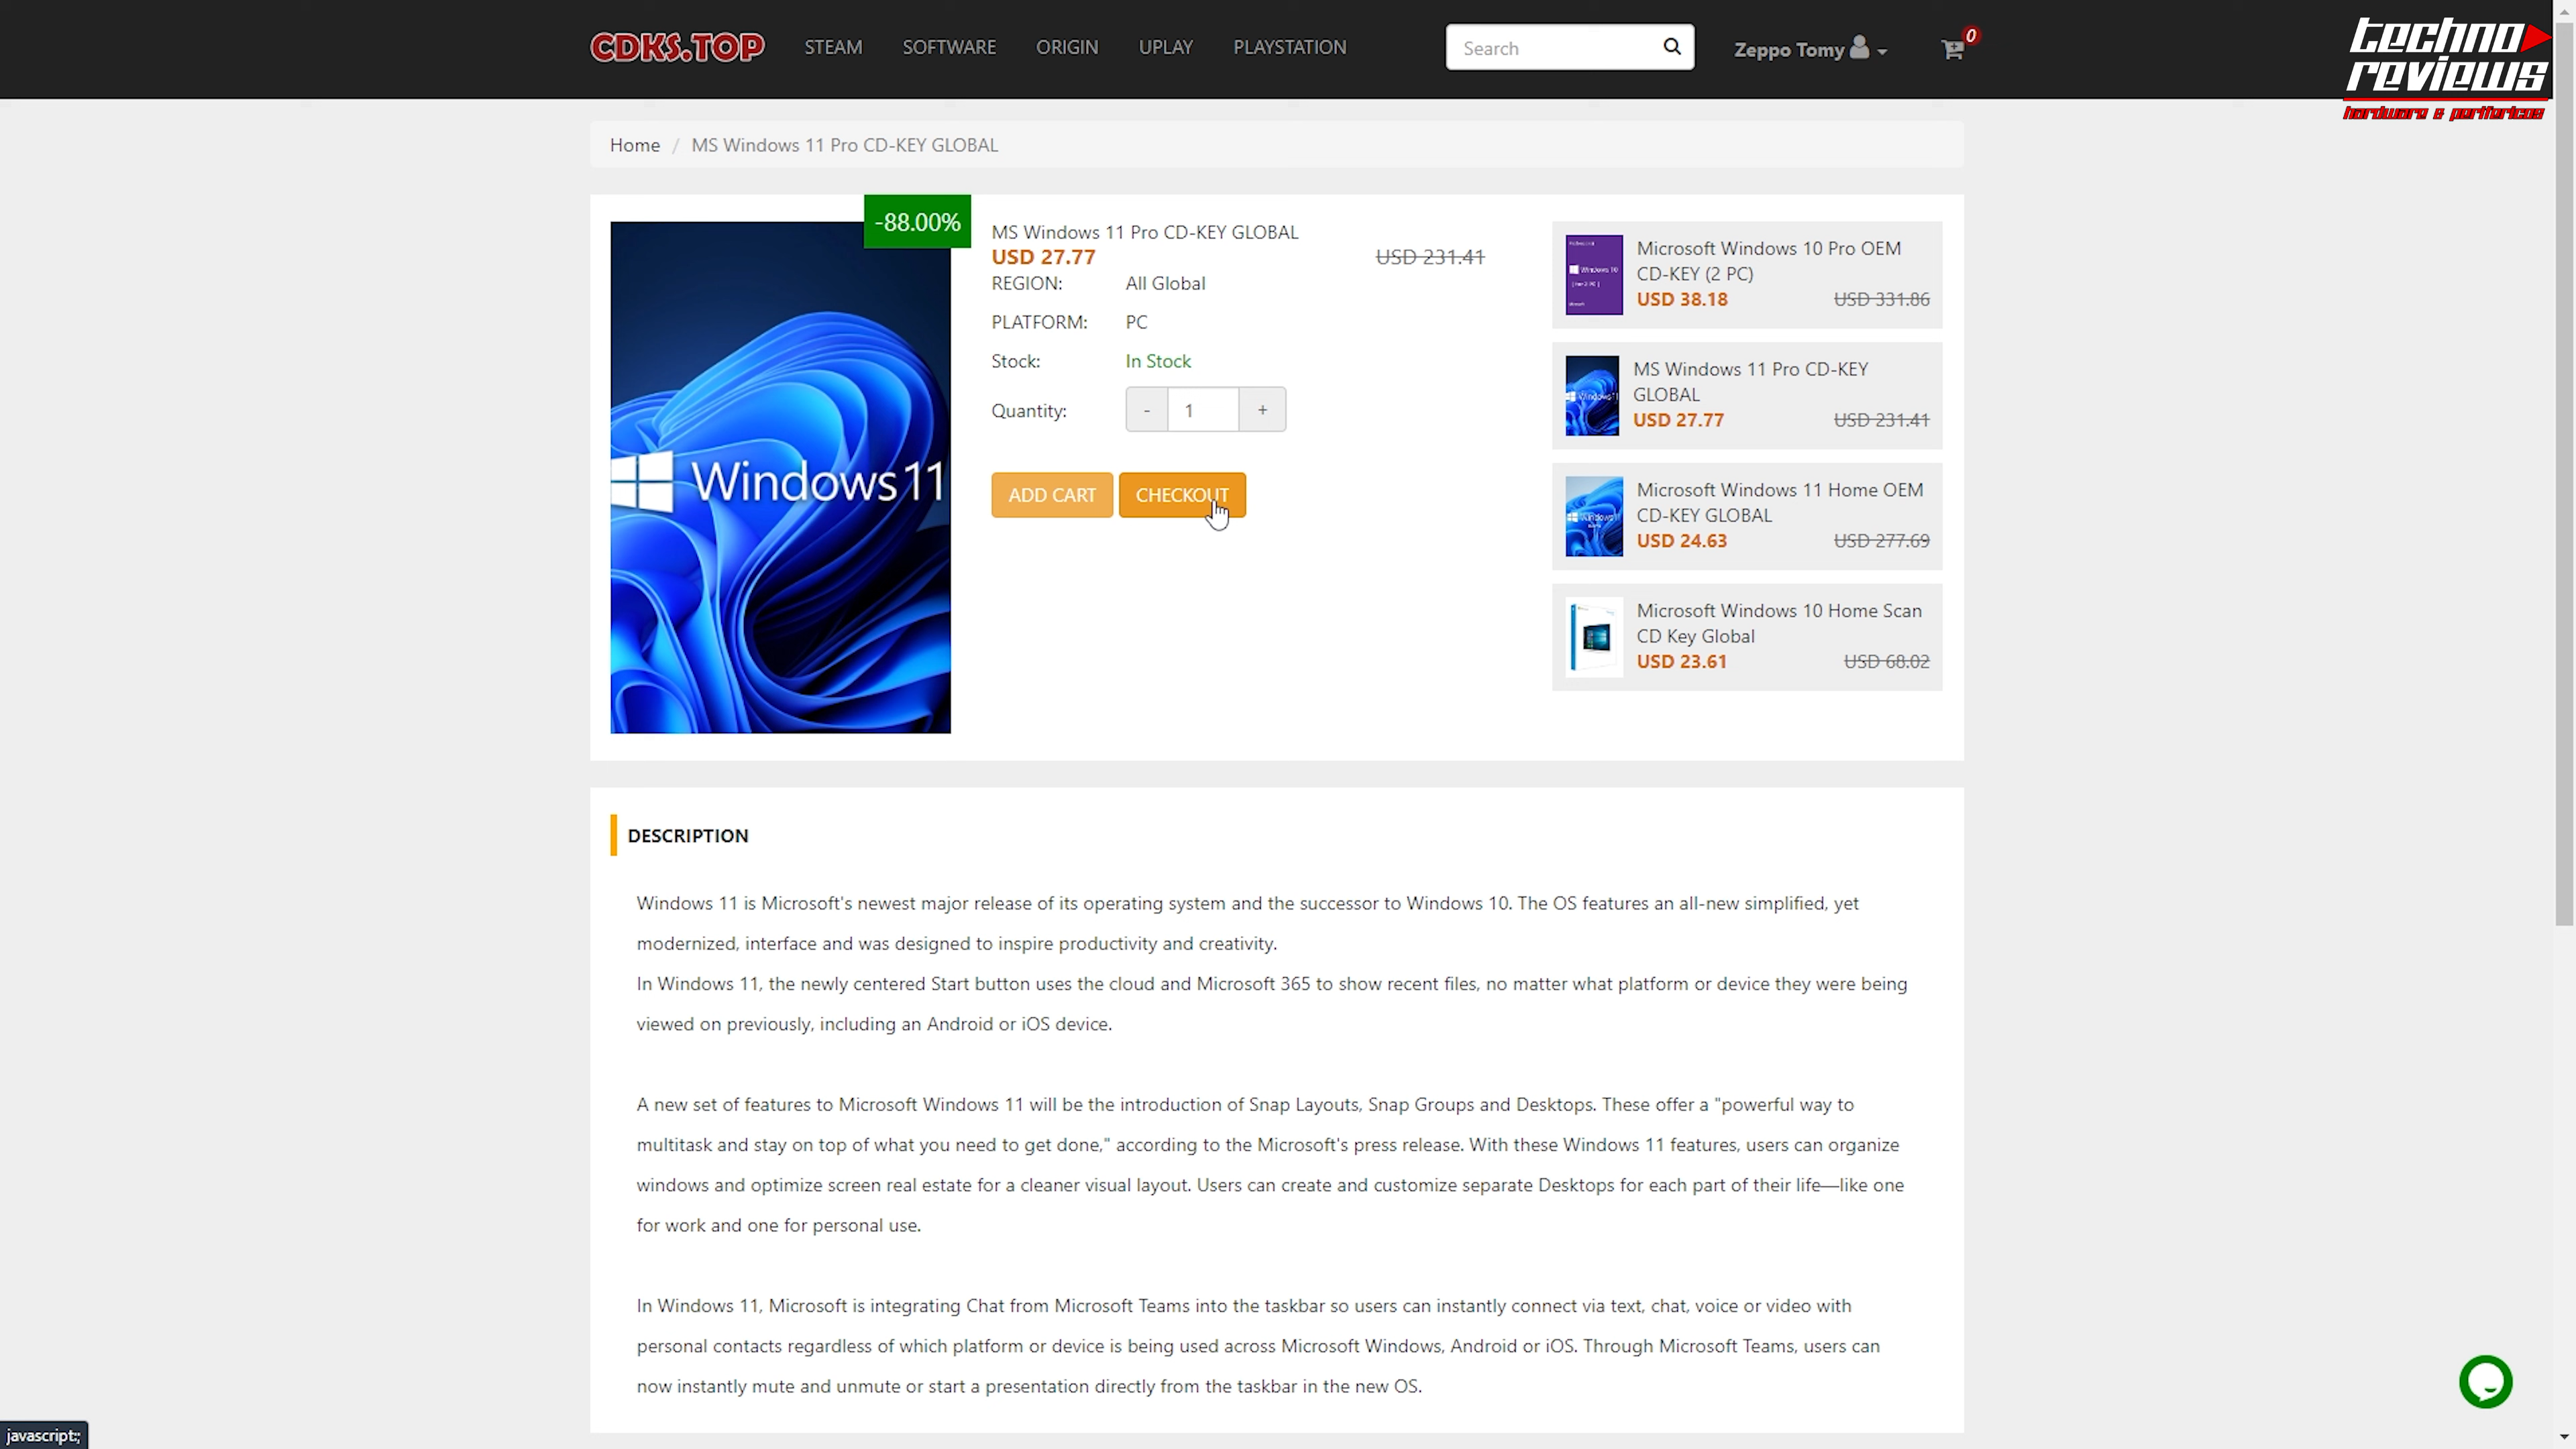 CDKS.TOP STEAM SOFTWARE ORIGIN UPLAY PLAYSTATION Search Zeppo Tomy 0
techno
reviews
hardware & perifericos
Home / MS Windows 11 Pro CD-KEY GLOBAL
-88.00%
Windows 11
MS Windows 11 Pro CD-KEY GLOBAL
USD 27.77 USD 231.41
REGION: All Global
PLATFORM: PC
Stock: In Stock
Quantity: - 1 +
ADD CART CHECKOUT
Microsoft Windows 10 Pro OEM
CD-KEY (2 PC)
USD 38.18 USD 331.86
MS Windows 11 Pro CD-KEY
GLOBAL
USD 27.77 USD 231.41
Microsoft Windows 11 Home OEM
CD-KEY GLOBAL
USD 24.63 USD 277.69
Microsoft Windows 10 Home Scan
CD Key Global
USD 23.61 USD 68.02
DESCRIPTION
Windows 11 is Microsoft's newest major release of its operating system and the successor to Windows 10. The OS features an all-new simplified, yet
modernized, interface and was designed to inspire productivity and creativity.
In Windows 11, the newly centered Start button uses the cloud and Microsoft 365 to show recent files, no matter what platform or device they were being
viewed on previously, including an Android or iOS device.
A new set of features to Microsoft Windows 11 will be the introduction of Snap Layouts, Snap Groups and Desktops. These offer a "powerful way to
multitask and stay on top of what you need to get done," according to the Microsoft's press release. With these Windows 11 features, users can organize
windows and optimize screen real estate for a cleaner visual layout. Users can create and customize separate Desktops for each part of their life—like one
for work and one for personal use.
In Windows 11, Microsoft is integrating Chat from Microsoft Teams into the taskbar so users can instantly connect via text, chat, voice or video with
personal contacts regardless of which platform or device is being used across Microsoft Windows, Android or iOS. Through Microsoft Teams, users can
now instantly mute and unmute or start a presentation directly from the taskbar in the new OS.
javascript:;